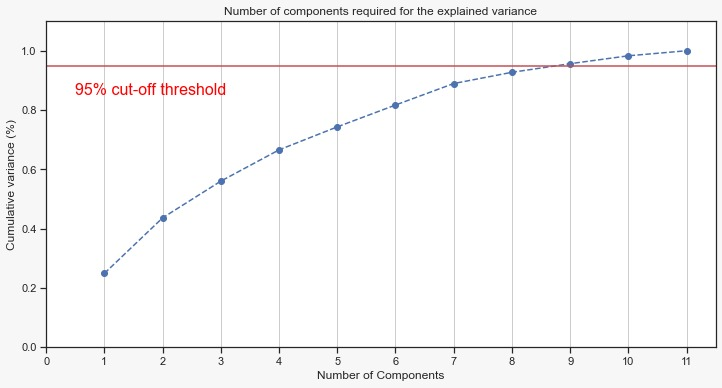 Number of components required for the explained variance
1.0
95% cut-off threshold
0.8
0.6
0.4
0.2
0.0
Cumulative variance (%)
0 1 2 3 4 5 6 7 8 9 10 11
Number of Components